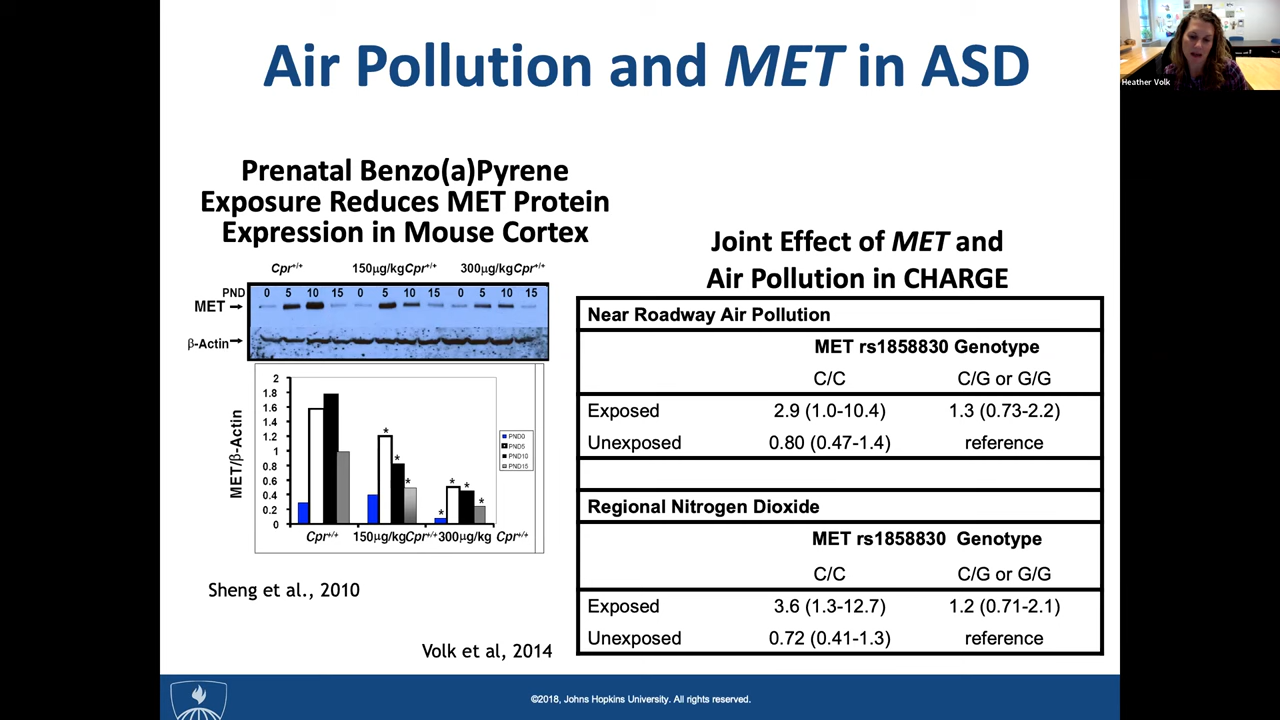 Air Pollution and MET in ASD
Heather Volk
Prenatal Benzo(a)Pyrene
Exposure Reduces MET Protein
Expression in Mouse Cortex
Cpr+/+ 150µg/kgCpr+/+ 300µg/kgCpr+/+
PND 0 5 10 15 0 5 10 15 0 5 10 15
MET
β-Actin
MET/β-Actin
2
1.8
1.6
1.4
1.2
1
0.8
0.6
0.4
0.2
0
* * * * * * *
PND0
PND5
PND10
PND15
Cpr+/+ 150µg/kgCpr+/+ 300µg/kg Cpr+/+
Sheng et al., 2010
Joint Effect of MET and
Air Pollution in CHARGE
Near Roadway Air Pollution
MET rs1858830 Genotype
C/C C/G or G/G
Exposed 2.9 (1.0-10.4) 1.3 (0.73-2.2)
Unexposed 0.80 (0.47-1.4) reference
Regional Nitrogen Dioxide
MET rs1858830 Genotype
C/C C/G or G/G
Exposed 3.6 (1.3-12.7) 1.2 (0.71-2.1)
Unexposed 0.72 (0.41-1.3) reference
Volk et al, 2014
©2018, Johns Hopkins University. All rights reserved.